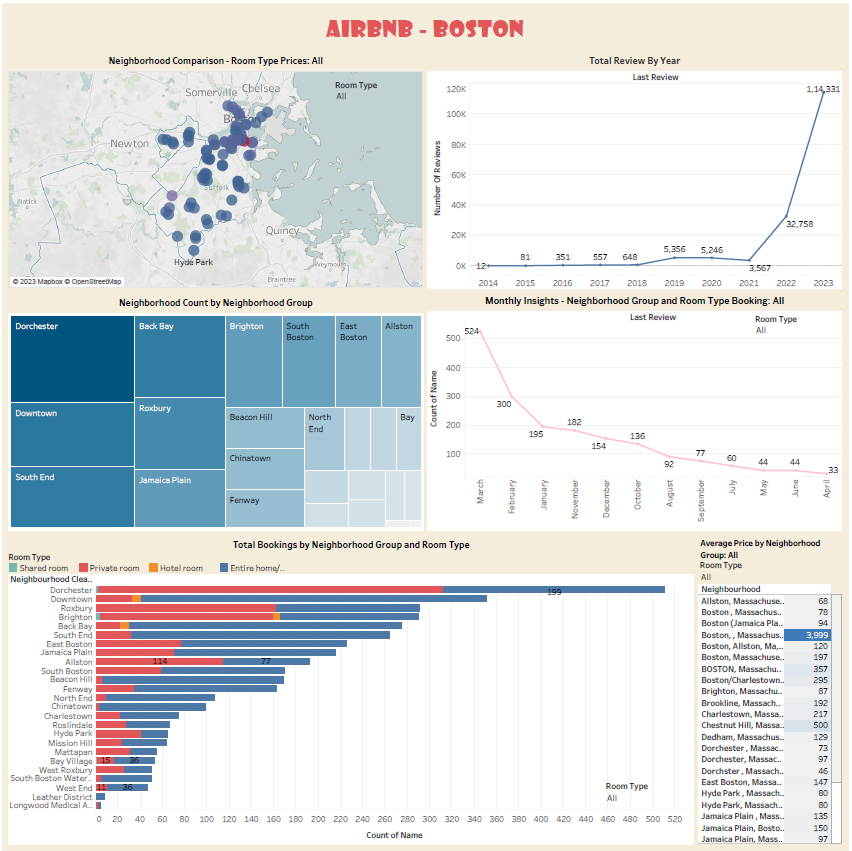 AIRBNB - BOSTON
Neighborhood Comparison - Room Type Prices: All
Somerville
Chelsea
Room Type
All
Newton
Suffolk
Natick
Quincy
Hyde Park
Weymouth
Braintree
© 2023 Mapbox © OpenStreetMap
Total Review By Year
Last Review
Number Of Reviews
120K
100K
80K
60K
40K
20K
0K
12
81
351
557
648
5,356
5,246
3,567
32,758
1,14,331
2014 2015 2016 2017 2018 2019 2020 2021 2022 2023
Neighborhood Count by Neighborhood Group
Dorchester
Downtown
South End
Back Bay
Roxbury
Jamaica Plain
Brighton
South
Boston
East
Boston
Allston
Beacon Hill
Chinatown
Fenway
North
End
Bay
Monthly Insights - Neighborhood Group and Room Type Booking: All
Last Review
Room Type
All
Count of Name
500
400
300
200
100
524
300
195
182
154
136
92
77
60
44
44
33
March
February
January
November
December
October
August
September
July
May
June
April
Total Bookings by Neighborhood Group and Room Type
Room Type
Shared room Private room Hotel room Entire home/..
Neighbourhood Clea..
Dorchester 199
Downtown
Roxbury
Brighton
Back Bay
South End
East Boston
Jamaica Plain
Allston 114 77
South Boston
Beacon Hill
Fenway
North End
Chinatown
Charlestown
Roslindale
Hyde Park
Mission Hill
Mattapan
Bay Village 15 36
West Roxbury
South Boston Water..
West End 11 36
Leather District
Longwood Medical A..
Room Type
All
0 20 40 60 80 100 120 140 160 180 200 220 240 260 280 300 320 340 360 380 400 420 440 460 480 500 520
Count of Name
Average Price by Neighborhood
Group: All
Room Type
All
Neighbourhood
Allston, Massachuse.. 68
Boston , Massachus.. 78
Boston (Jamaica Pla.. 94
Boston, , Massachus.. 3,999
Boston, Allston, Ma,.. 120
Boston, Massachuse.. 197
BOSTON, Massachus.. 357
Boston/Charlestown.. 295
Brighton, Massachu.. 87
Brookline, Massach.. 192
Charlestown, Massa.. 217
Chestnut Hill, Massa.. 500
Dedham, Massachus.. 129
Dorchester , Massac.. 73
Dorchester, Massac.. 97
Dorchster , Massach.. 46
East Boston, Massa.. 147
Hyde Park , Massach.. 80
Hyde Park, Massach.. 80
Jamaica Plain , Mass.. 135
Jamaica Plain, Bosto.. 150
Jamaica Plain, Mass.. 97